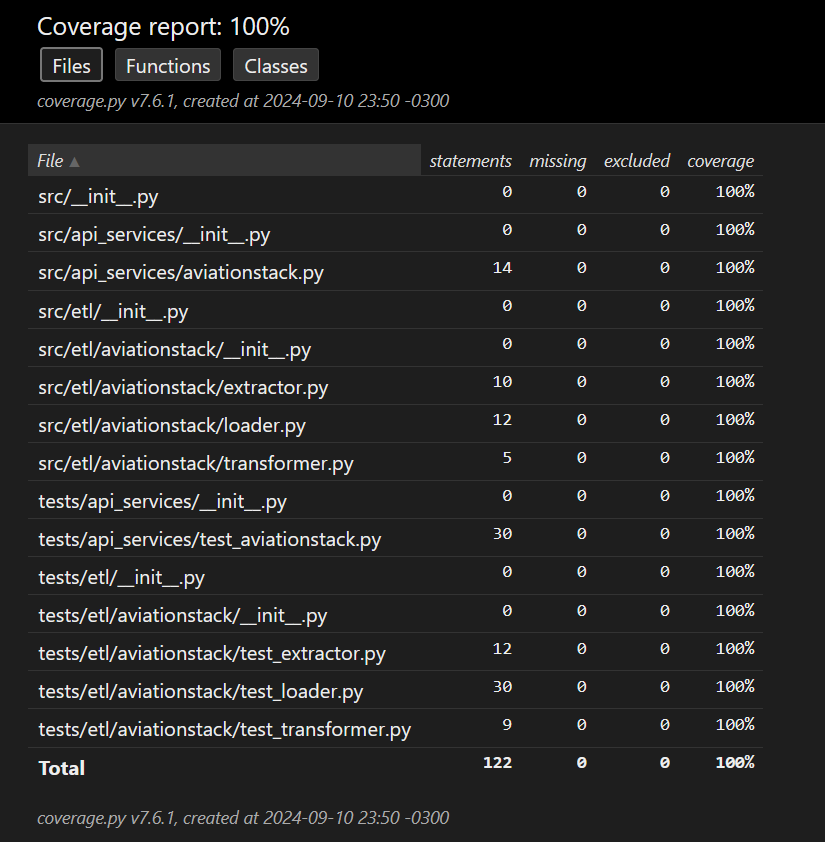 Coverage report: 100%
Files Functions Classes
coverage.py v7.6.1, created at 2024-09-10 23:50 -0300
File ▲ statements missing excluded coverage
src/__init__.py 0 0 0 100%
src/api_services/__init__.py 0 0 0 100%
src/api_services/aviationstack.py 14 0 0 100%
src/etl/__init__.py 0 0 0 100%
src/etl/aviationstack/__init__.py 0 0 0 100%
src/etl/aviationstack/extractor.py 10 0 0 100%
src/etl/aviationstack/loader.py 12 0 0 100%
src/etl/aviationstack/transformer.py 5 0 0 100%
tests/api_services/__init__.py 0 0 0 100%
tests/api_services/test_aviationstack.py 30 0 0 100%
tests/etl/__init__.py 0 0 0 100%
tests/etl/aviationstack/__init__.py 0 0 0 100%
tests/etl/aviationstack/test_extractor.py 12 0 0 100%
tests/etl/aviationstack/test_loader.py 30 0 0 100%
tests/etl/aviationstack/test_transformer.py 9 0 0 100%
Total 122 0 0 100%
coverage.py v7.6.1, created at 2024-09-10 23:50 -0300